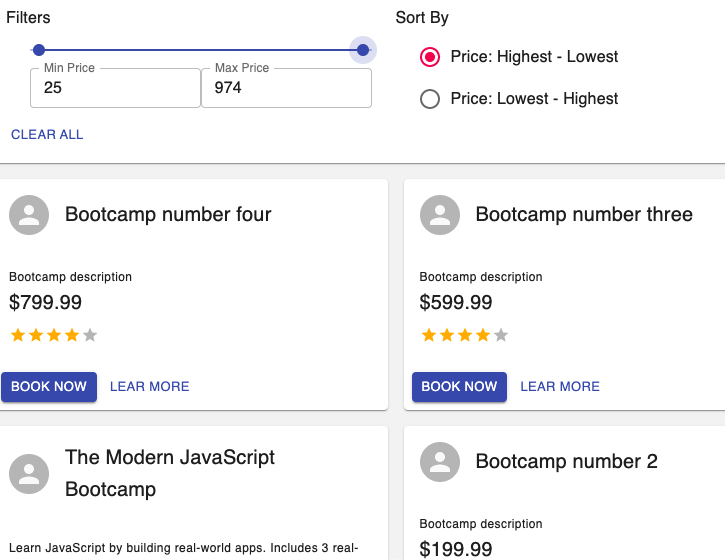 Filters
Sort By
Min Price
25
Max Price
974
Price: Highest - Lowest
Price: Lowest - Highest
CLEAR ALL
Bootcamp number four
Bootcamp description
$799.99
BOOK NOW
LEAR MORE
Bootcamp number three
Bootcamp description
$599.99
BOOK NOW
LEAR MORE
The Modern JavaScript
Bootcamp
Learn JavaScript by building real-world apps. Includes 3 real-
Bootcamp number 2
Bootcamp description
$199.99